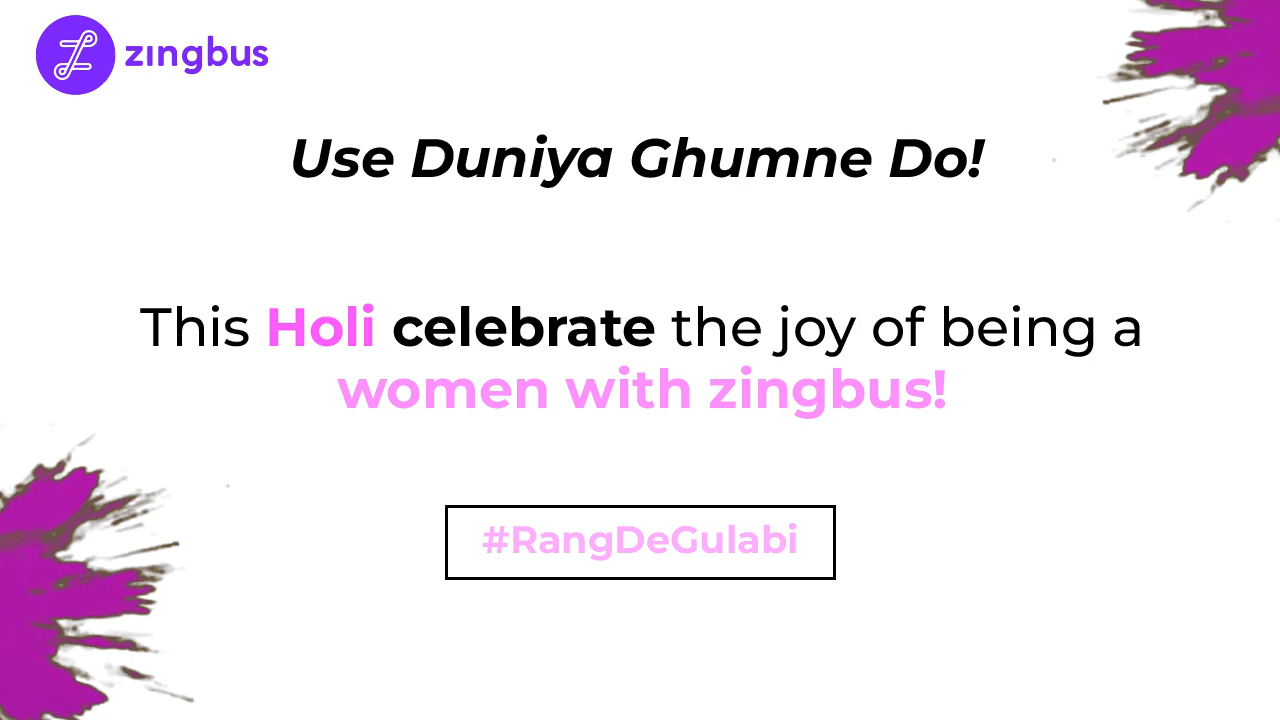 zingbus
Use Duniya Ghumne Do!
This Holi celebrate the joy of being a
women with zingbus!
#RangDeGulabi